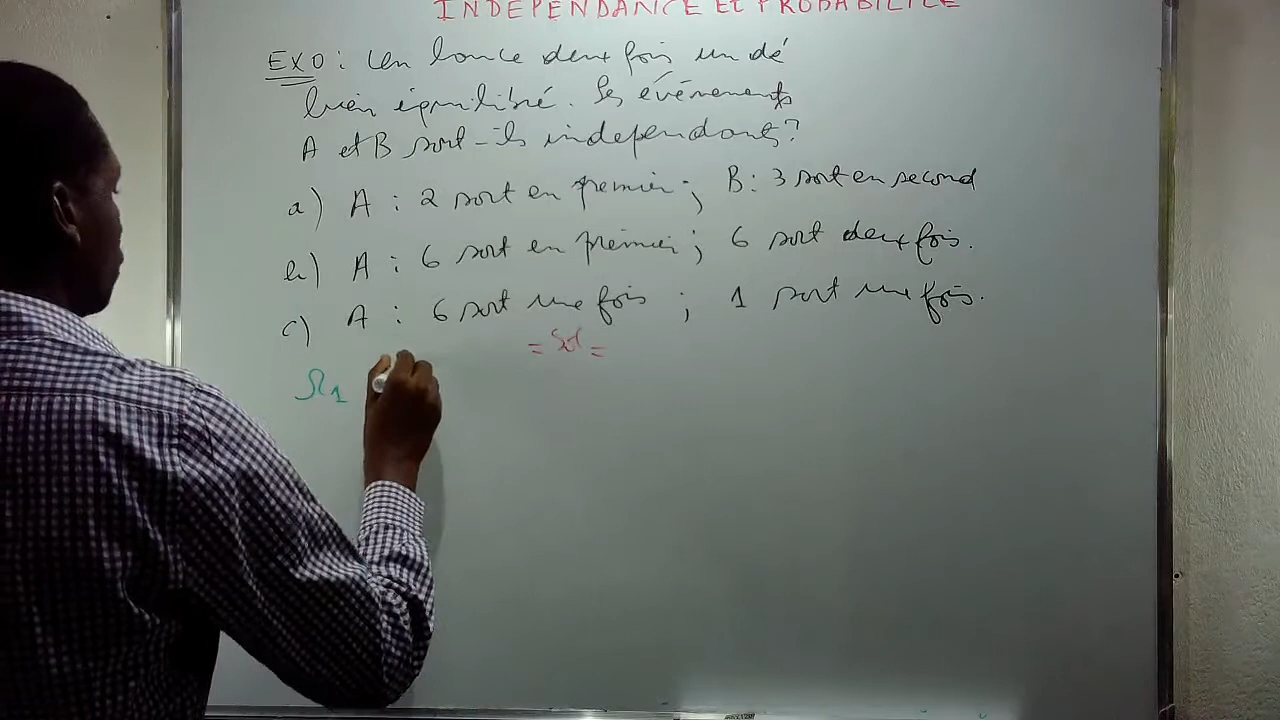 INDEPENDANCE Et PROBABILITE
EXO : On lance deux fois un dé
bien équilibré. Les événements
A et B sont-ils independants?
a) A : 2 sort en premier ; B : 3 sort en second
b) A : 6 sort en premier ; 6 sort deux fois.
c) A : 6 sort une fois ; 1 sort une fois.
= Sol =
Ω1